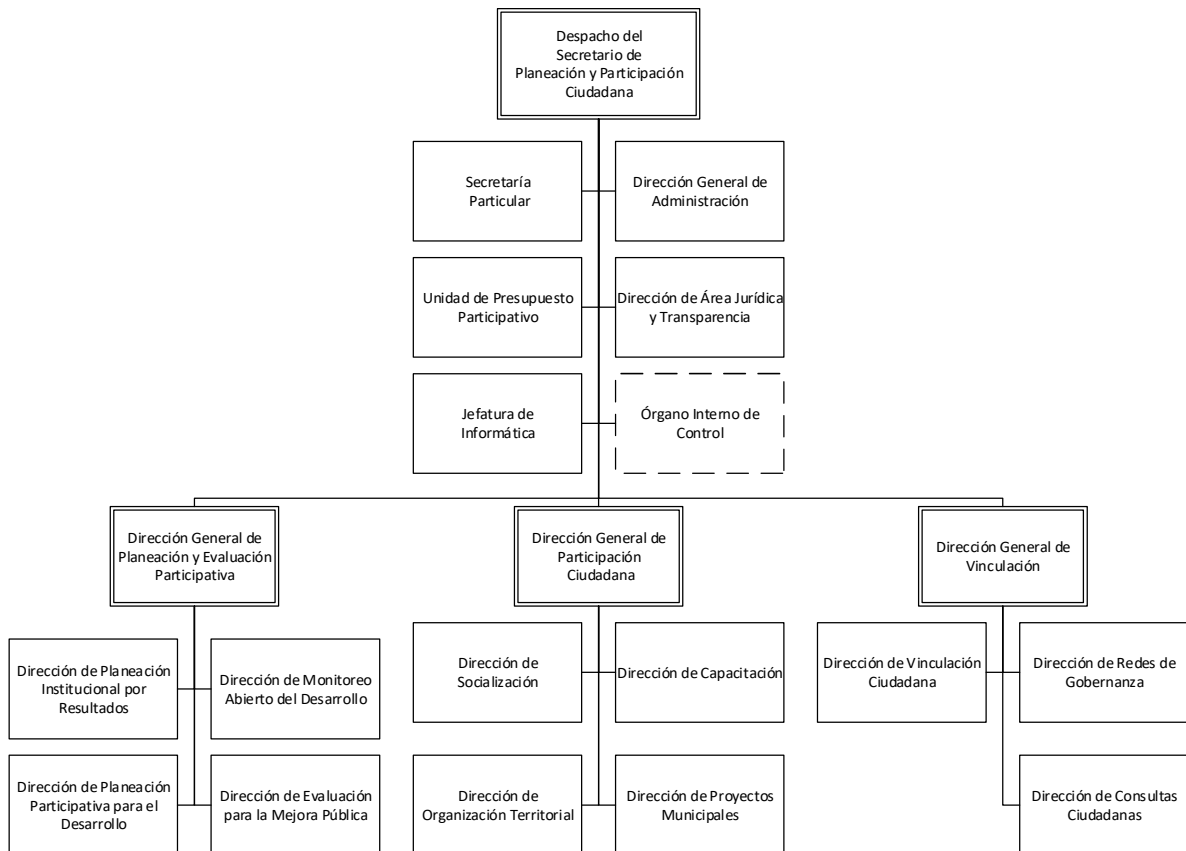 Despacho del
Secretario de
Planeación y Participación
Ciudadana
Secretaría
Particular
Dirección General de
Administración
Unidad de Presupuesto
Participativo
Dirección de Área Jurídica
y Transparencia
Jefatura de
Informática
Órgano Interno de
Control
Dirección General de
Planeación y Evaluación
Participativa
Dirección General de
Participación
Ciudadana
Dirección General de
Vinculación
Dirección de Planeación
Institucional por
Resultados
Dirección de Monitoreo
Abierto del Desarrollo
Dirección de
Socialización
Dirección de Capacitación
Dirección de Vinculación
Ciudadana
Dirección de Redes de
Gobernanza
Dirección de Planeación
Participativa para el
Desarrollo
Dirección de Evaluación
para la Mejora Pública
Dirección de
Organización Territorial
Dirección de Proyectos
Municipales
Dirección de Consultas
Ciudadanas